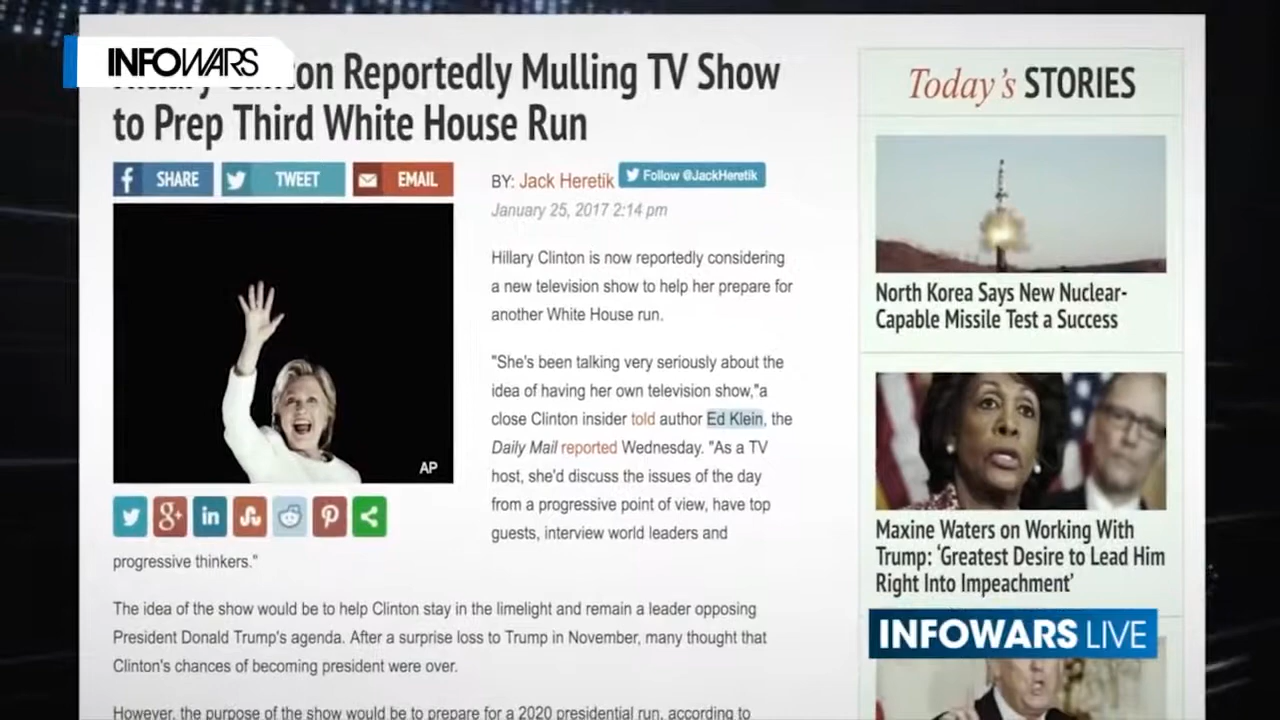 INFOWARS
ton Reportedly Mulling TV Show
to Prep Third White House Run
SHARE
TWEET
EMAIL
BY: Jack Heretik
Follow @JackHeretik
January 25, 2017 2:14 pm
Hillary Clinton is now reportedly considering
a new television show to help her prepare for
another White House run.
"She's been talking very seriously about the
idea of having her own television show,"a
close Clinton insider told author Ed Klein, the
Daily Mail reported Wednesday. "As a TV
host, she'd discuss the issues of the day
from a progressive point of view, have top
guests, interview world leaders and
progressive thinkers."
AP
The idea of the show would be to help Clinton stay in the limelight and remain a leader opposing
President Donald Trump's agenda. After a surprise loss to Trump in November, many thought that
Clinton's chances of becoming president were over.
However, the purpose of the show would be to prepare for a 2020 presidential run, according to
Today's STORIES
North Korea Says New Nuclear-
Capable Missile Test a Success
Maxine Waters on Working With
Trump: ‘Greatest Desire to Lead Him
Right Into Impeachment’
INFOWARS LIVE